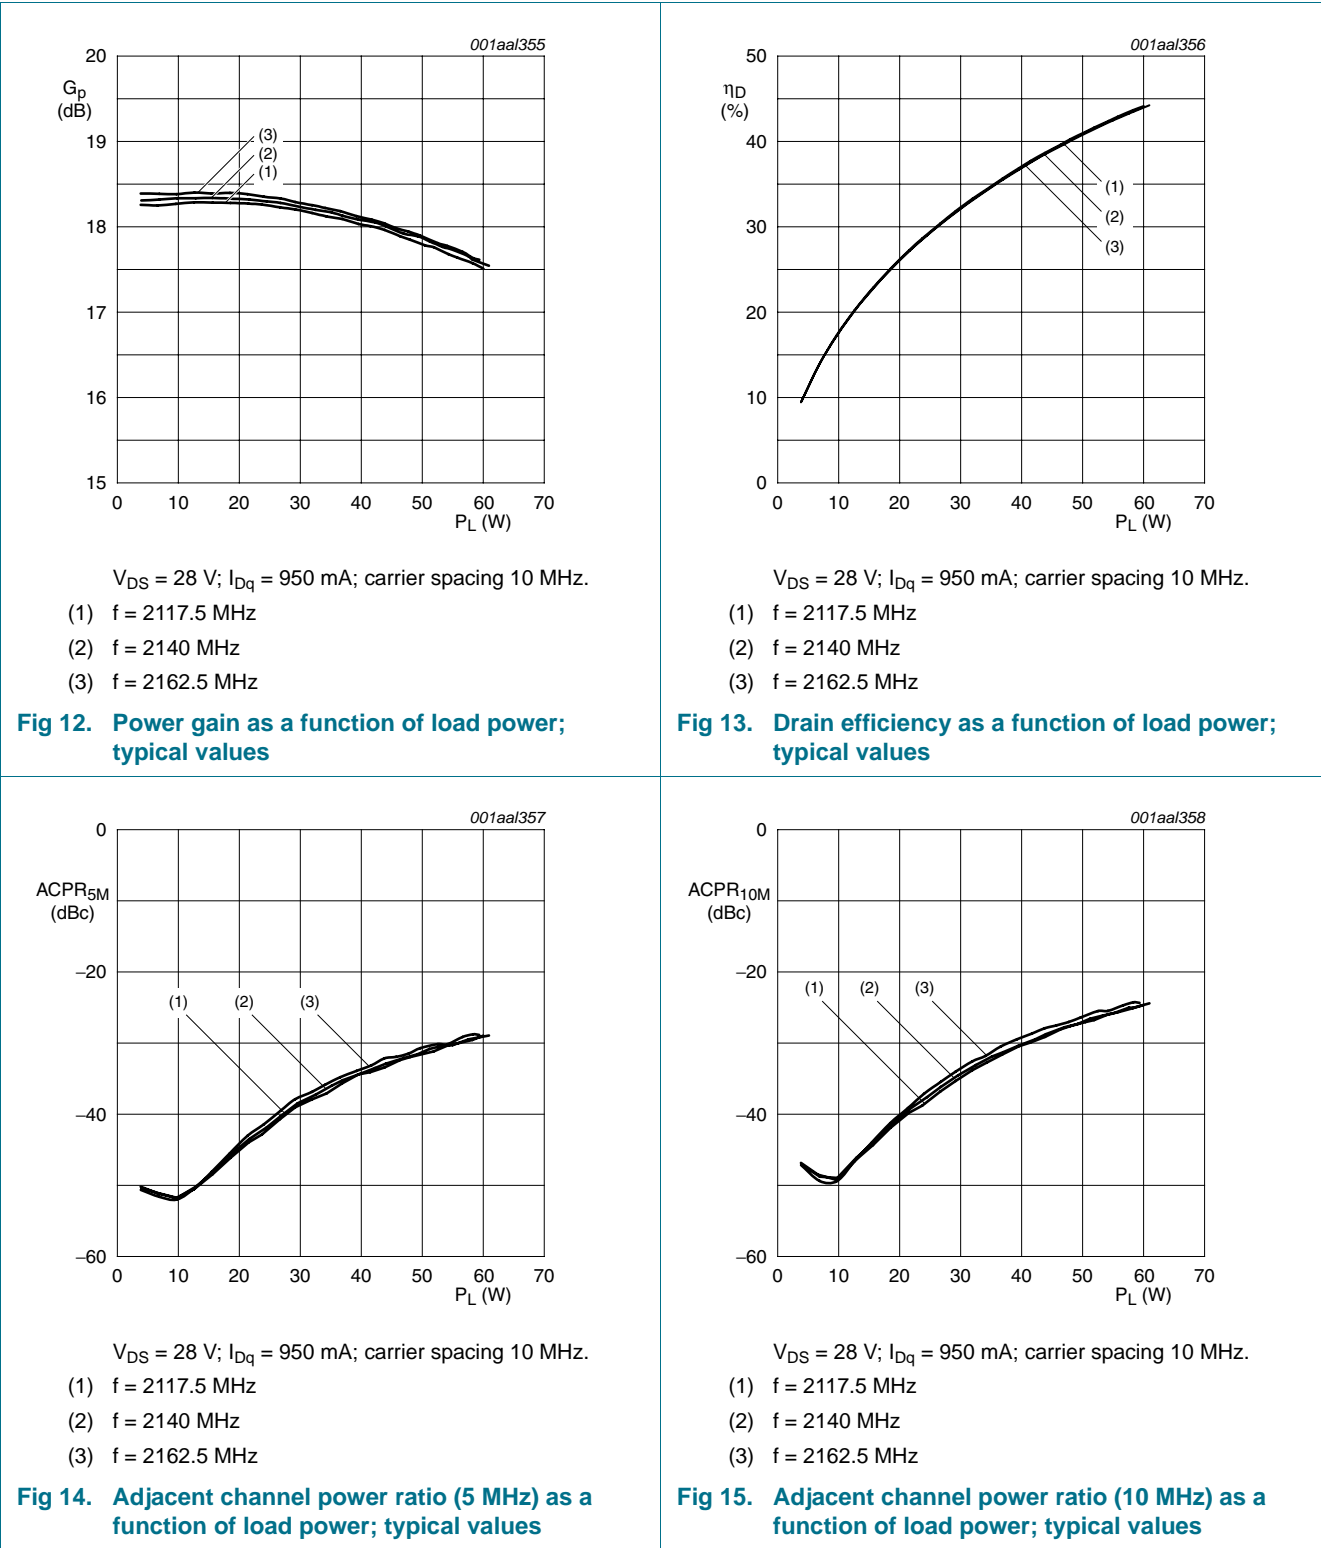 001aal355
20
19
18
17
16
15
Gp
(dB)
(3)
(2)
(1)
0 10 20 30 40 50 60 70
PL (W)
VDS = 28 V; IDq = 950 mA; carrier spacing 10 MHz.
(1) f = 2117.5 MHz
(2) f = 2140 MHz
(3) f = 2162.5 MHz
Fig 12. Power gain as a function of load power;
typical values
001aal356
50
40
30
20
10
0
ηD
(%)
(1)
(2)
(3)
0 10 20 30 40 50 60 70
PL (W)
VDS = 28 V; IDq = 950 mA; carrier spacing 10 MHz.
(1) f = 2117.5 MHz
(2) f = 2140 MHz
(3) f = 2162.5 MHz
Fig 13. Drain efficiency as a function of load power;
typical values
001aal357
0
−20
−40
−60
ACPR5M
(dBc)
(1) (2) (3)
0 10 20 30 40 50 60 70
PL (W)
VDS = 28 V; IDq = 950 mA; carrier spacing 10 MHz.
(1) f = 2117.5 MHz
(2) f = 2140 MHz
(3) f = 2162.5 MHz
Fig 14. Adjacent channel power ratio (5 MHz) as a
function of load power; typical values
001aal358
0
−20
−40
−60
ACPR10M
(dBc)
(1) (2) (3)
0 10 20 30 40 50 60 70
PL (W)
VDS = 28 V; IDq = 950 mA; carrier spacing 10 MHz.
(1) f = 2117.5 MHz
(2) f = 2140 MHz
(3) f = 2162.5 MHz
Fig 15. Adjacent channel power ratio (10 MHz) as a
function of load power; typical values